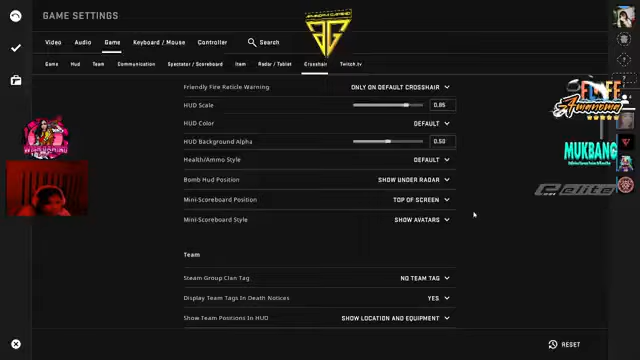 GAME SETTINGS
Video Audio Game Keyboard / Mouse Controller Search
Game Hud Team Communication Spectator / Scoreboard Item Radar / Tablet Crosshair Twitch.tv
Friendly Fire Reticle Warning ONLY ON DEFAULT CROSSHAIR
HUD Scale 0.85
HUD Color DEFAULT
HUD Background Alpha 0.50
Health/Ammo Style DEFAULT
Bomb Hud Position SHOW UNDER RADAR
Mini-Scoreboard Position TOP OF SCREEN
Mini-Scoreboard Style SHOW AVATARS
Team
Steam Group Clan Tag NO TEAM TAG
Display Team Tags In Death Notices YES
Show Team Positions In HUD SHOW LOCATION AND EQUIPMENT
RESET
MUKBANG
elite